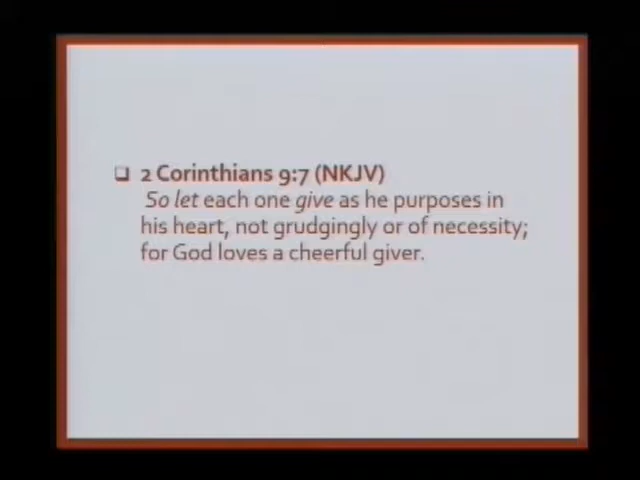 ❑ 2 Corinthians 9:7 (NKJV)
So let each one give as he purposes in
his heart, not grudgingly or of necessity;
for God loves a cheerful giver.